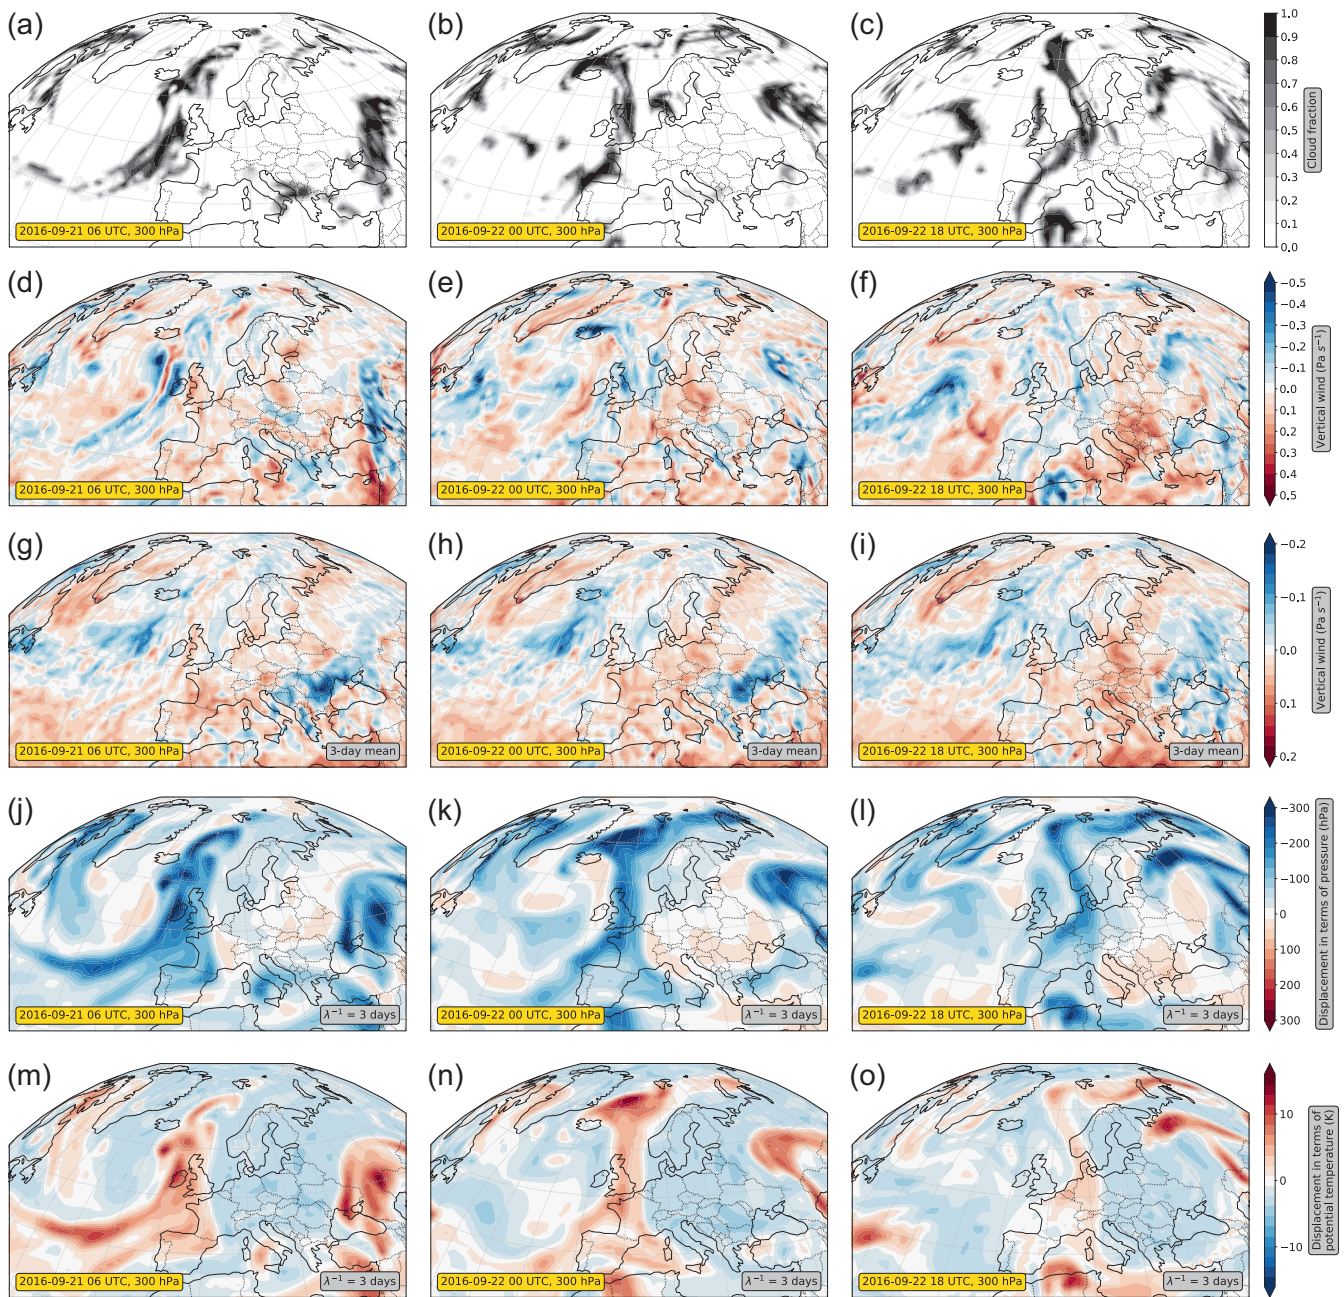 (a)
(b)
(c)
2016-09-21 06 UTC, 300 hPa
2016-09-22 00 UTC, 300 hPa
2016-09-22 18 UTC, 300 hPa
1.0
0.9
0.8
0.7
0.6
0.5
0.4
0.3
0.2
0.1
0.0
Cloud fraction
(d)
(e)
(f)
2016-09-21 06 UTC, 300 hPa
2016-09-22 00 UTC, 300 hPa
2016-09-22 18 UTC, 300 hPa
−0.5
−0.4
−0.3
−0.2
−0.1
0.0
0.1
0.2
0.3
0.4
0.5
Vertical wind (Pa s⁻¹)
(g)
(h)
(i)
2016-09-21 06 UTC, 300 hPa
3-day mean
2016-09-22 00 UTC, 300 hPa
3-day mean
2016-09-22 18 UTC, 300 hPa
3-day mean
−0.2
−0.1
0.0
0.1
0.2
Vertical wind (Pa s⁻¹)
(j)
(k)
(l)
2016-09-21 06 UTC, 300 hPa
λ⁻¹ = 3 days
2016-09-22 00 UTC, 300 hPa
λ⁻¹ = 3 days
2016-09-22 18 UTC, 300 hPa
λ⁻¹ = 3 days
−300
−200
−100
0
100
200
300
Displacement in terms of pressure (hPa)
(m)
(n)
(o)
2016-09-21 06 UTC, 300 hPa
λ⁻¹ = 3 days
2016-09-22 00 UTC, 300 hPa
λ⁻¹ = 3 days
2016-09-22 18 UTC, 300 hPa
λ⁻¹ = 3 days
10
0
−10
Displacement in terms of
potential temperature (K)